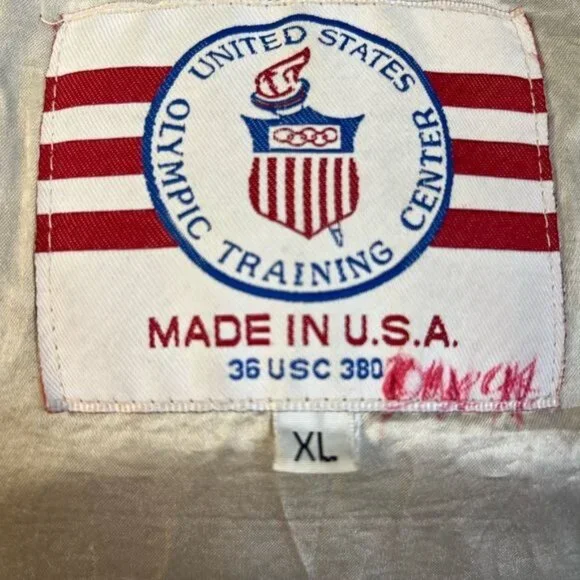 UNITED STATES
OLYMPIC TRAINING CENTER
MADE IN U.S.A.
36 USC 380
XL